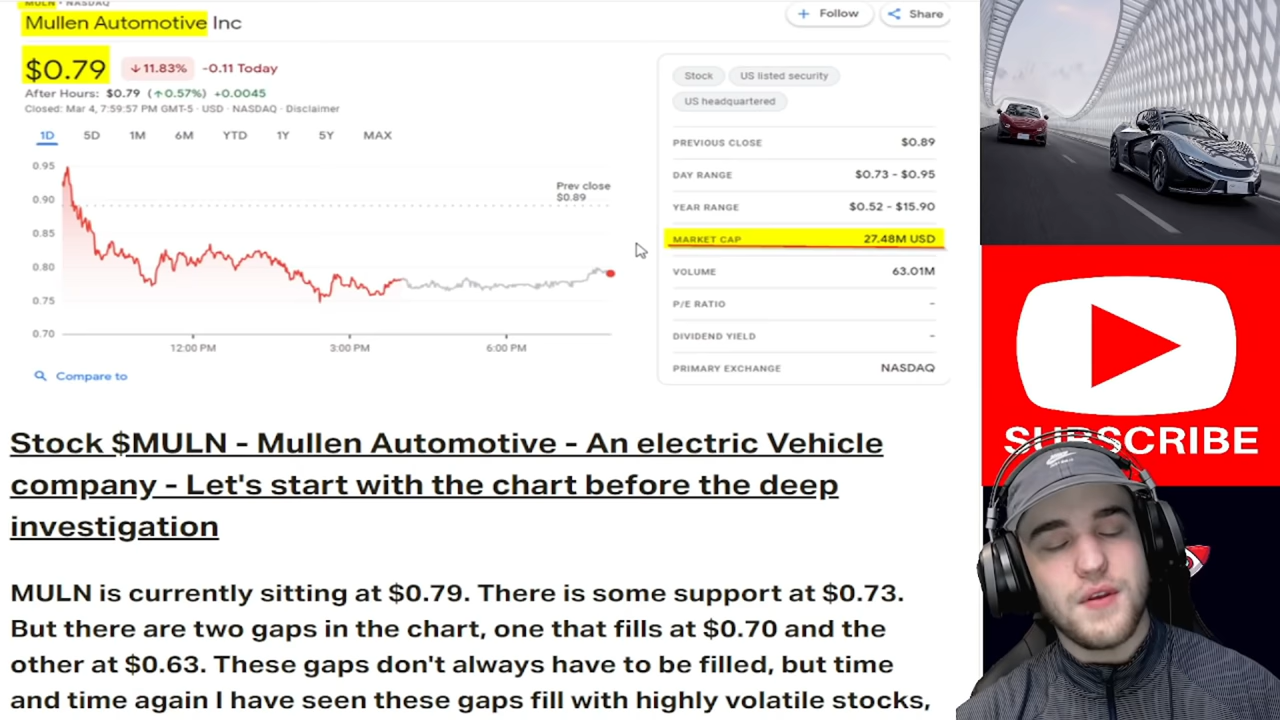 MULN • NASDAQ
Mullen Automotive Inc
+ Follow
Share
$0.79 ↓11.83% -0.11 Today
After Hours: $0.79 (↑0.57%) +0.0045
Closed: Mar 4, 7:59:57 PM GMT-5 · USD · NASDAQ · Disclaimer
1D 5D 1M 6M YTD 1Y 5Y MAX
0.95
0.90
0.85
0.80
0.75
0.70
Prev close
$0.89
12:00 PM 3:00 PM 6:00 PM
Compare to
Stock US listed security
US headquartered
PREVIOUS CLOSE $0.89
DAY RANGE $0.73 - $0.95
YEAR RANGE $0.52 - $15.90
MARKET CAP 27.48M USD
VOLUME 63.01M
P/E RATIO -
DIVIDEND YIELD -
PRIMARY EXCHANGE NASDAQ
Stock $MULN - Mullen Automotive - An electric Vehicle
company - Let's start with the chart before the deep
investigation
MULN is currently sitting at $0.79. There is some support at $0.73.
But there are two gaps in the chart, one that fills at $0.70 and the
other at $0.63. These gaps don't always have to be filled, but time
and time again I have seen these gaps fill with highly volatile stocks,
SUBSCRIBE